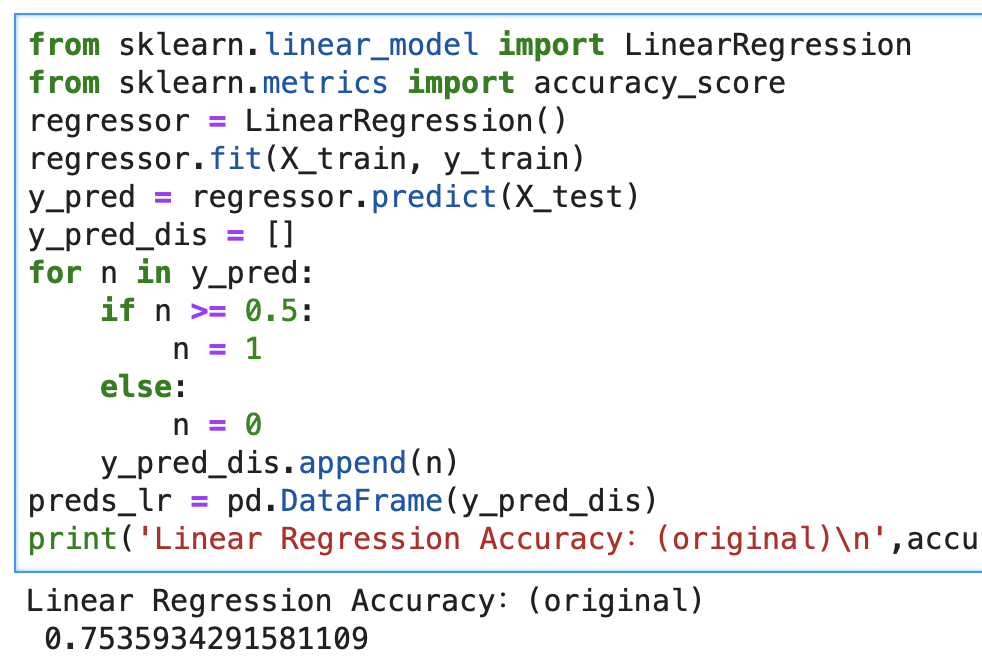 from sklearn.linear_model import LinearRegression
from sklearn.metrics import accuracy_score
regressor = LinearRegression()
regressor.fit(X_train, y_train)
y_pred = regressor.predict(X_test)
y_pred_dis = []
for n in y_pred:
    if n >= 0.5:
        n = 1
    else:
        n = 0
    y_pred_dis.append(n)
preds_lr = pd.DataFrame(y_pred_dis)
print('Linear Regression Accuracy：(original)\n',accu
Linear Regression Accuracy：(original)
 0.7535934291581109